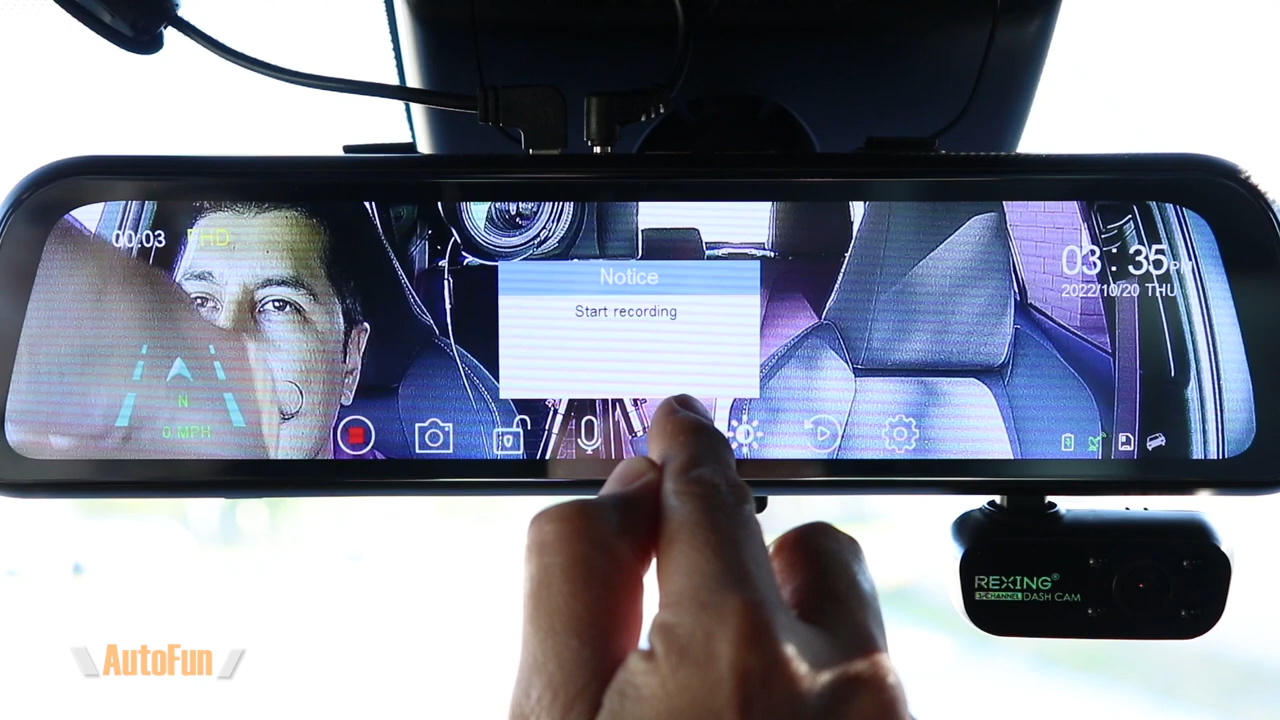 00:03 FHD
03:35PM
2022/10/20 THU
Notice
Start recording
N
0 MPH
REXING®
3-CHANNEL DASH CAM
AutoFun